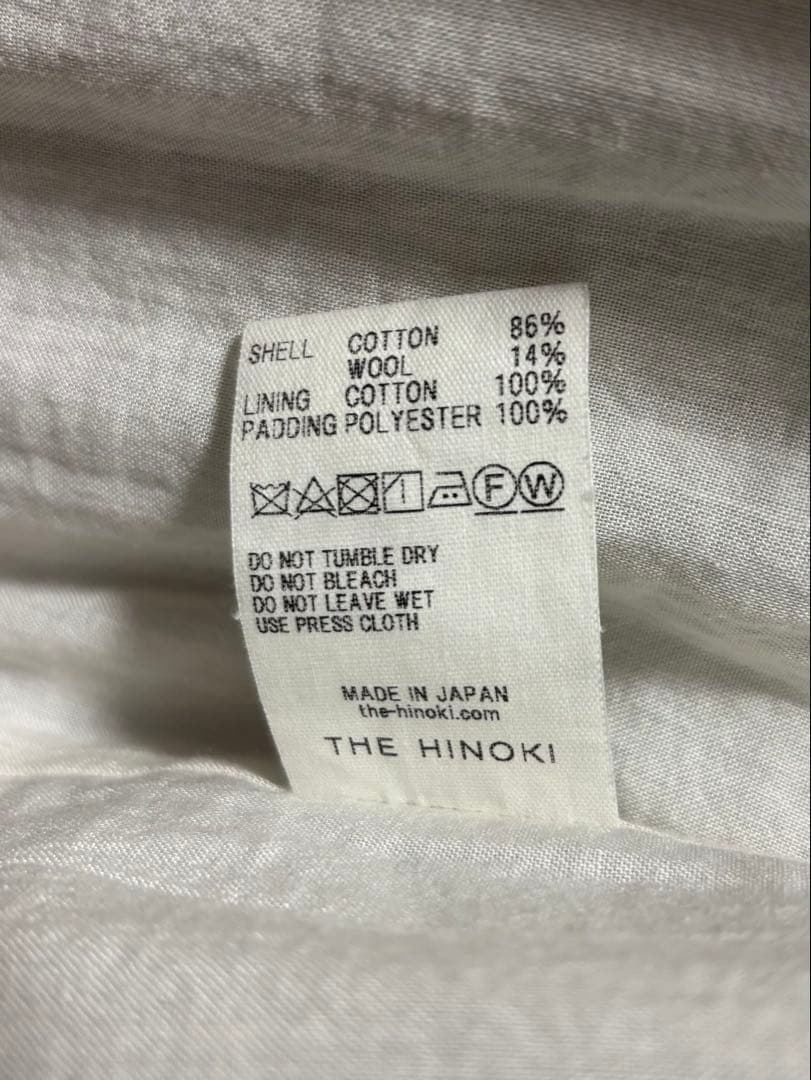 SHELL COTTON 86%
WOOL 14%
LINING COTTON 100%
PADDING POLYESTER 100%
F W
DO NOT TUMBLE DRY
DO NOT BLEACH
DO NOT LEAVE WET
USE PRESS CLOTH
MADE IN JAPAN
the-hinoki.com
THE HINOKI